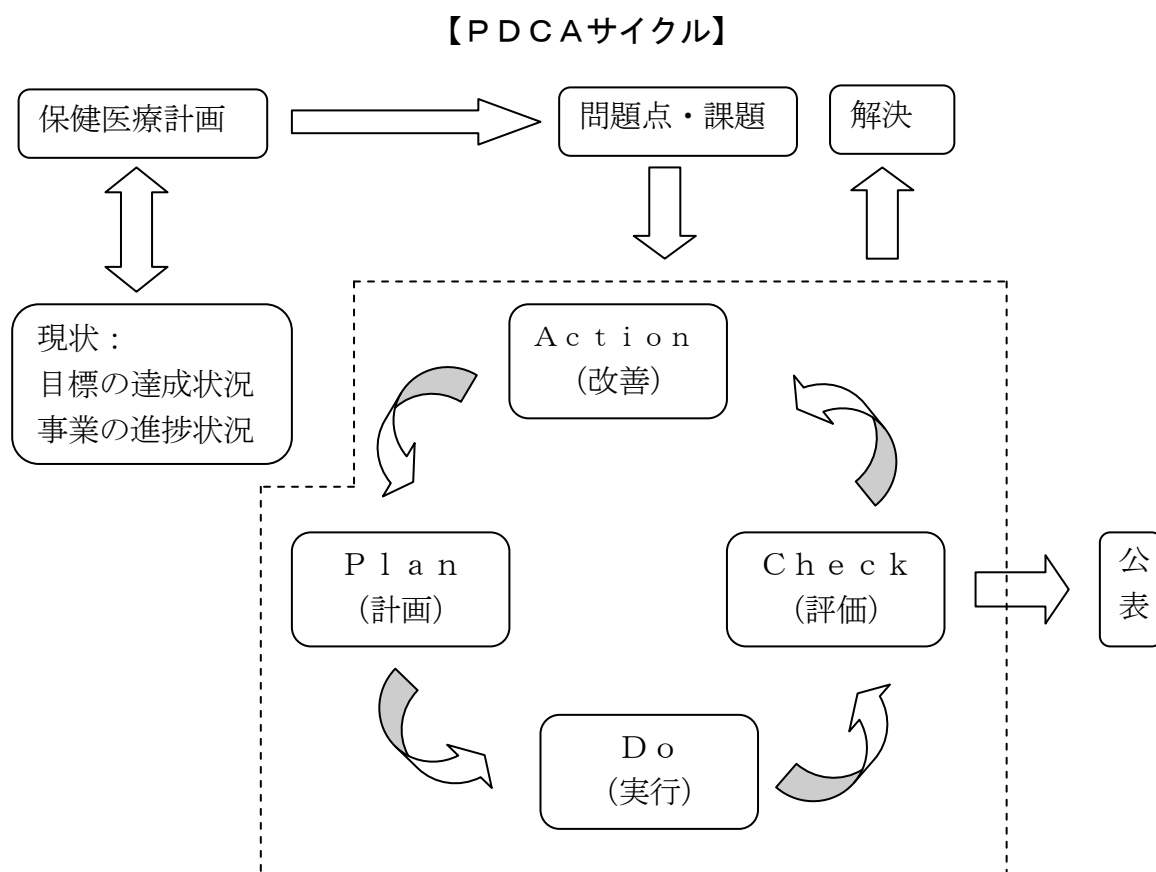 【ＰＤＣＡサイクル】
保健医療計画
問題点・課題
解決
現状：
目標の達成状況
事業の進捗状況
Ａｃｔｉｏｎ
（改善）
Ｐｌａｎ
（計画）
Ｃｈｅｃｋ
（評価）
公
表
Ｄｏ
（実行）